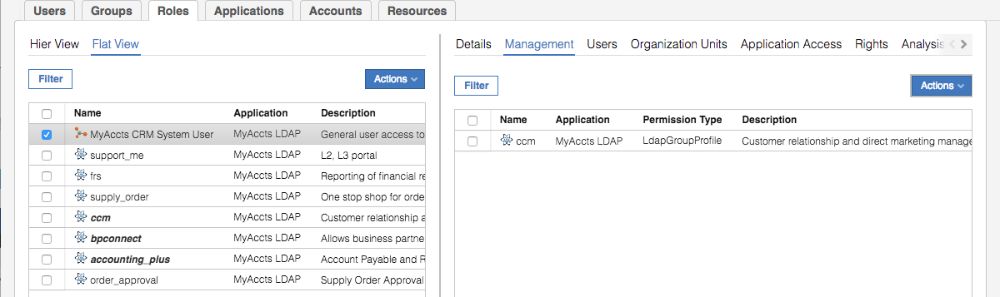 Users Groups Roles Applications Accounts Resources
Hier View Flat View
Filter Actions
Name Application Description
MyAccts CRM System User MyAccts LDAP General user access to
support_me MyAccts LDAP L2, L3 portal
frs MyAccts LDAP Reporting of financial re
supply_order MyAccts LDAP One stop shop for orde
ccm MyAccts LDAP Customer relationship a
bpconnect MyAccts LDAP Allows business partne
accounting_plus MyAccts LDAP Account Payable and R
order_approval MyAccts LDAP Supply Order Approval
Details Management Users Organization Units Application Access Rights Analysis
Filter Actions
Name Application Permission Type Description
ccm MyAccts LDAP LdapGroupProfile Customer relationship and direct marketing manage